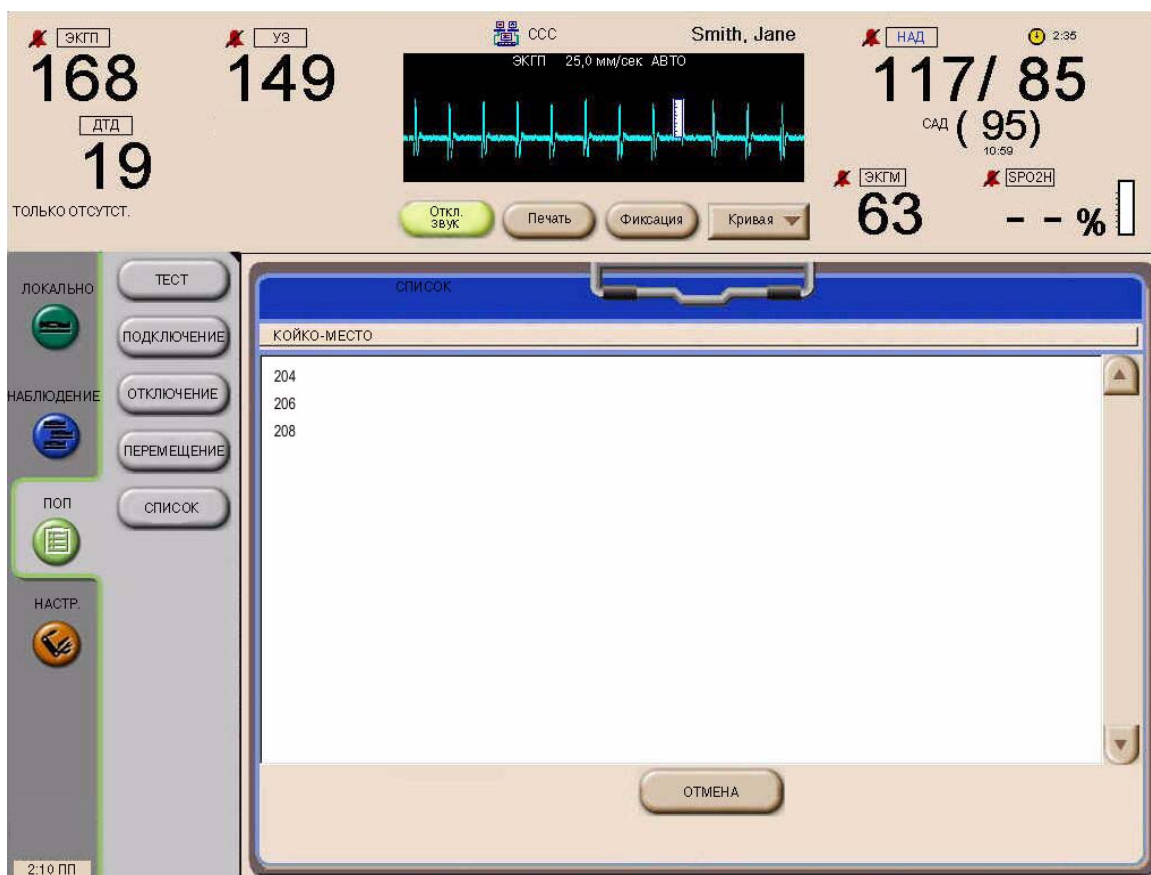 ЭКГП
168
УЗ
149
ДТД
19
ТОЛЬКО ОТСУТСТ.
ССС
Smith, Jane
ЭКГП 25,0 мм/сек АВТО
Откл. звук
Печать
Фиксация
Кривая
НАД
2:35
117/ 85
САД ( 95)
10:59
ЭКГМ
63
SPO2Н
- - %
ЛОКАЛЬНО
НАБЛЮДЕНИЕ
ПОП
НАСТР.
2:10 ПП
ТЕСТ
ПОДКЛЮЧЕНИЕ
ОТКЛЮЧЕНИЕ
ПЕРЕМЕЩЕНИЕ
СПИСОК
СПИСОК
КОЙКО-МЕСТО
204
206
208
ОТМЕНА